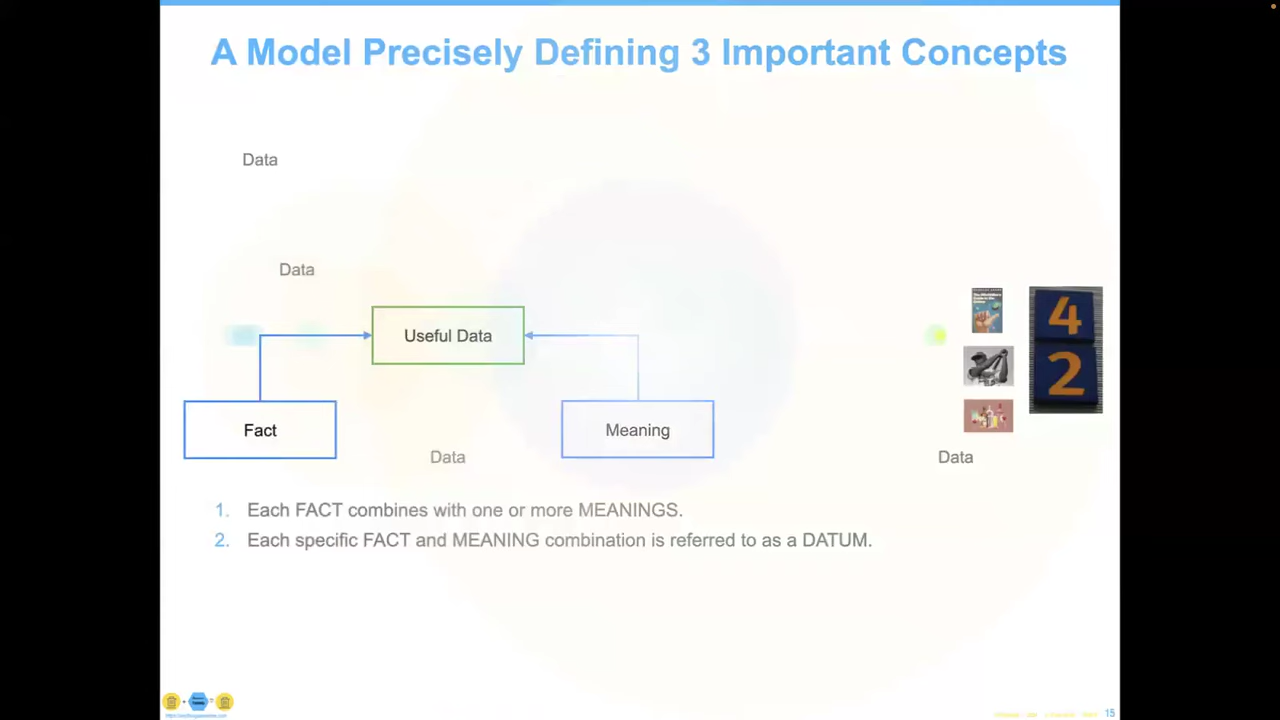 A Model Precisely Defining 3 Important Concepts
Data
Data
Useful Data
Fact
Meaning
4
2
Data
Data
1. Each FACT combines with one or more MEANINGS.
2. Each specific FACT and MEANING combination is referred to as a DATUM.
15